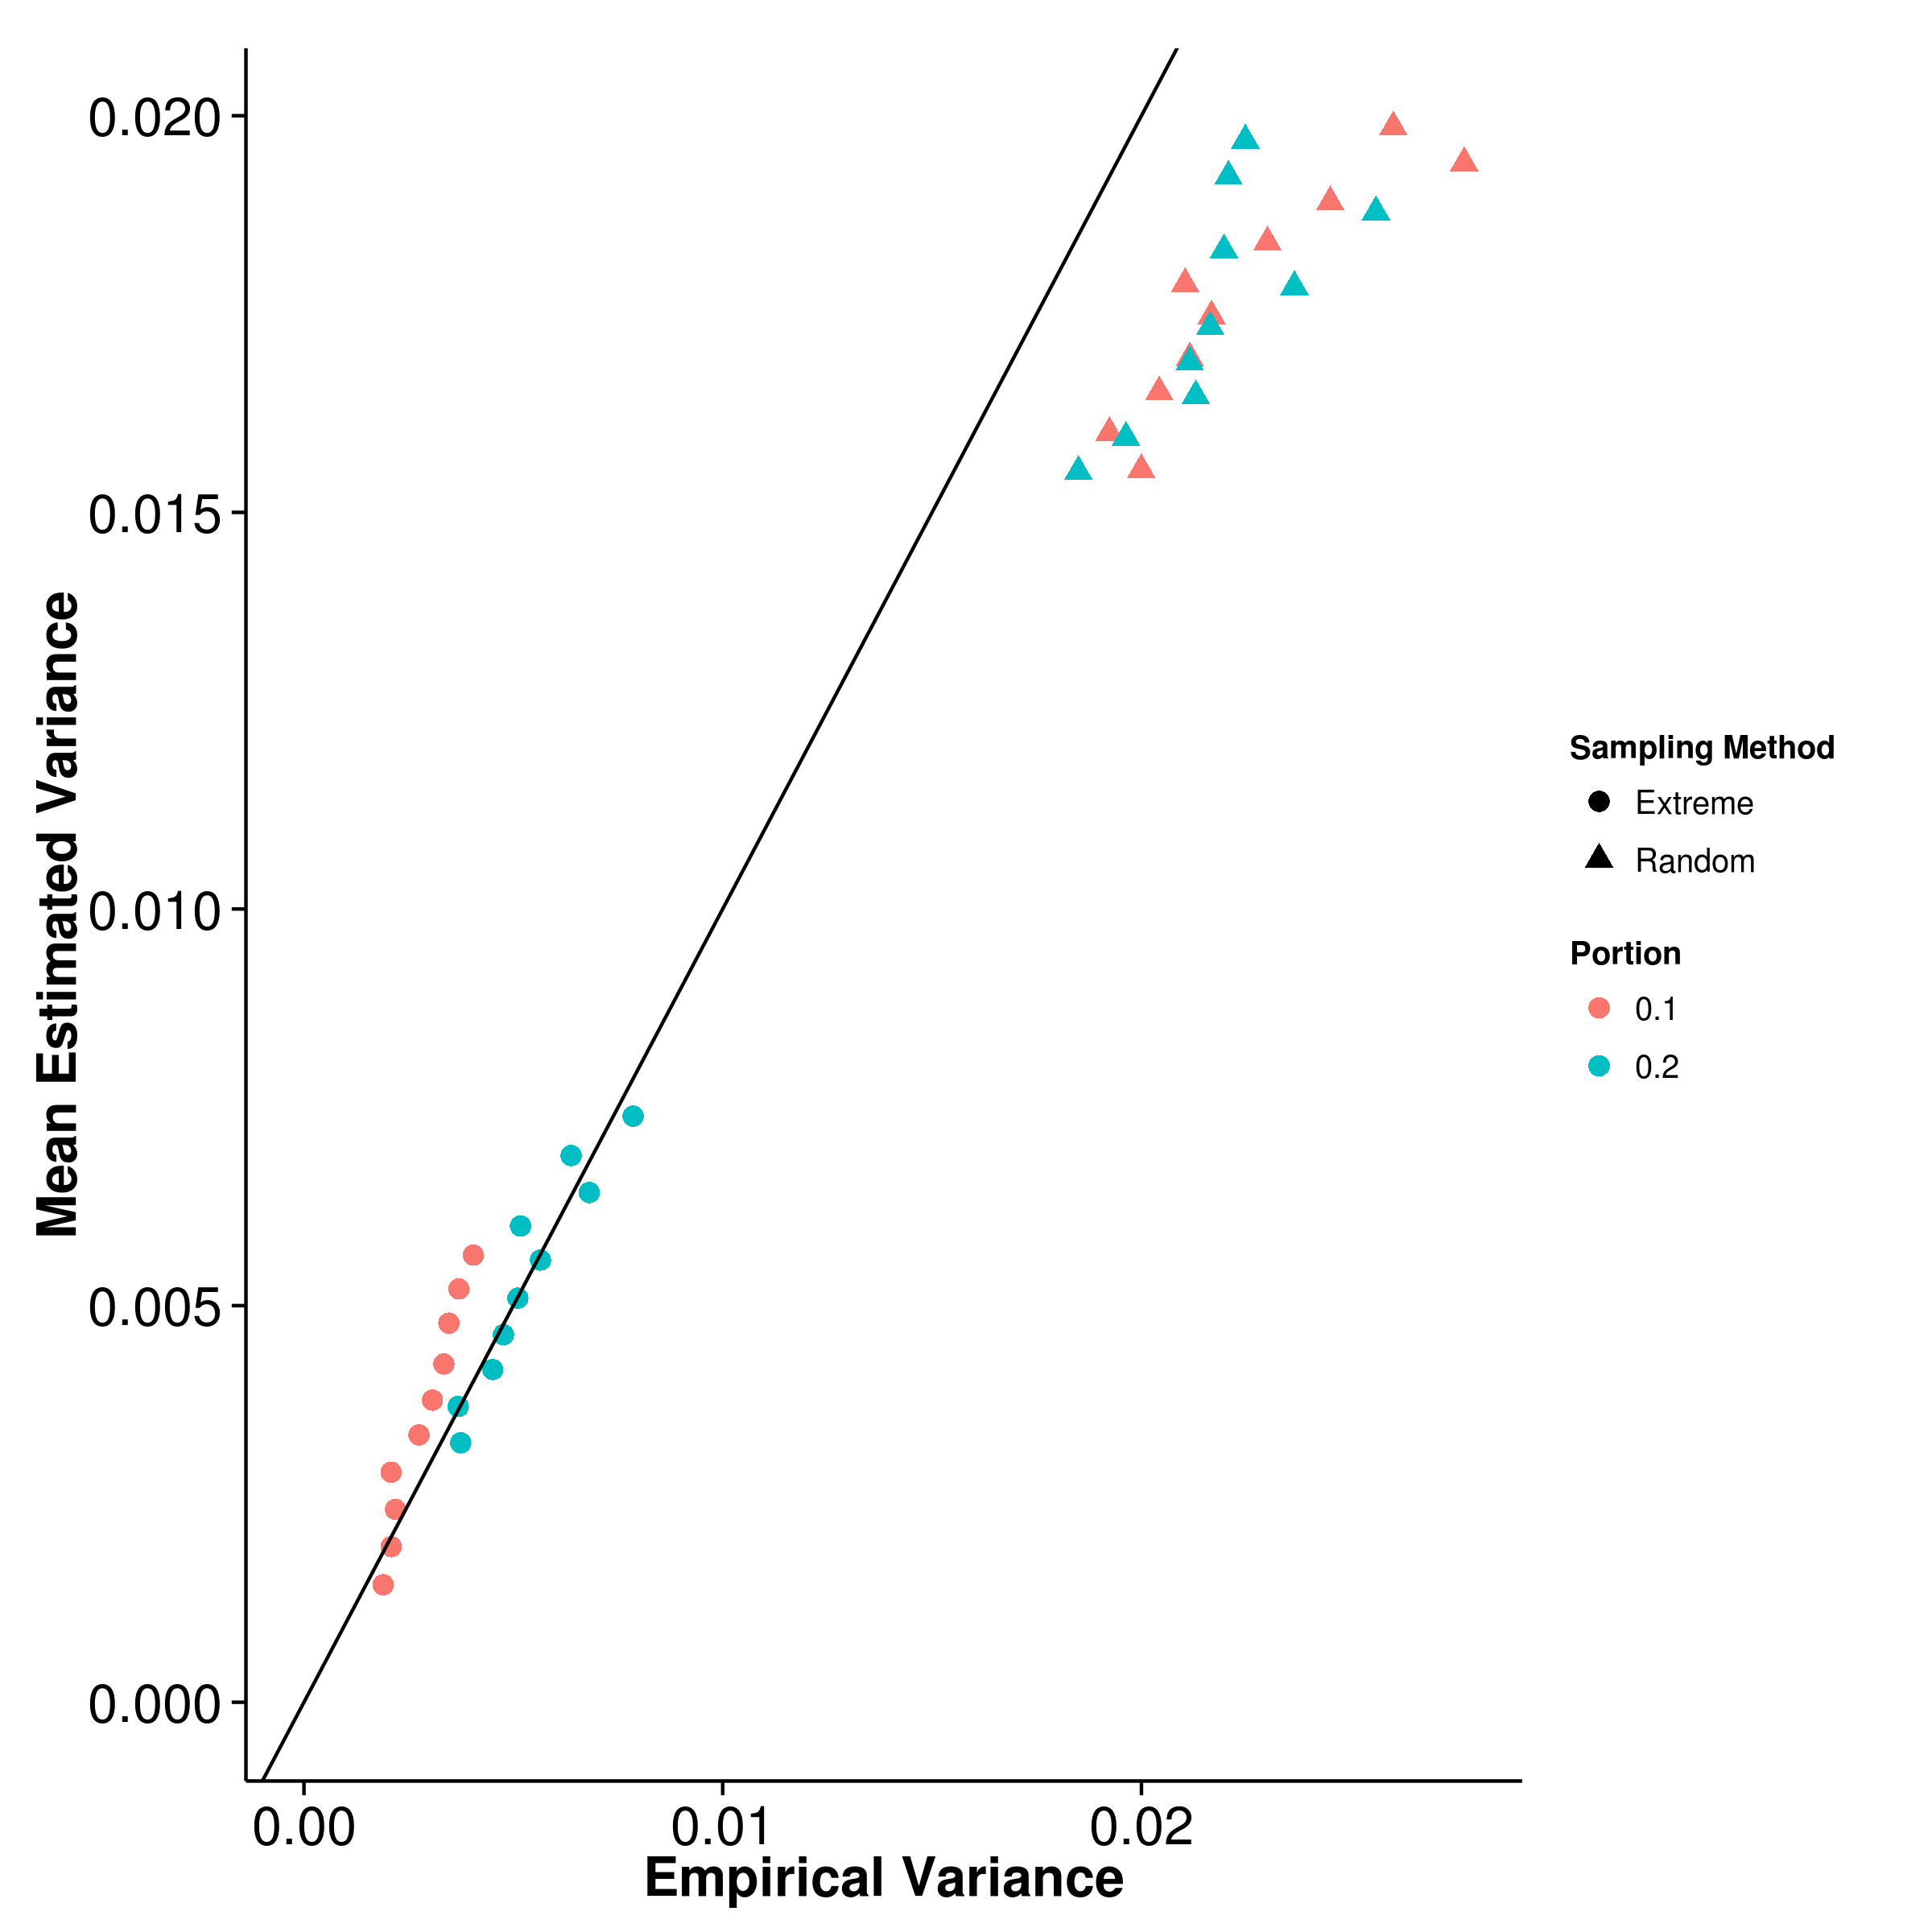 Mean Estimated Variance
0.020
0.015
0.010
0.005
0.000
0.00 0.01 0.02
Empirical Variance
Sampling Method
Extreme
Random
Portion
0.1
0.2